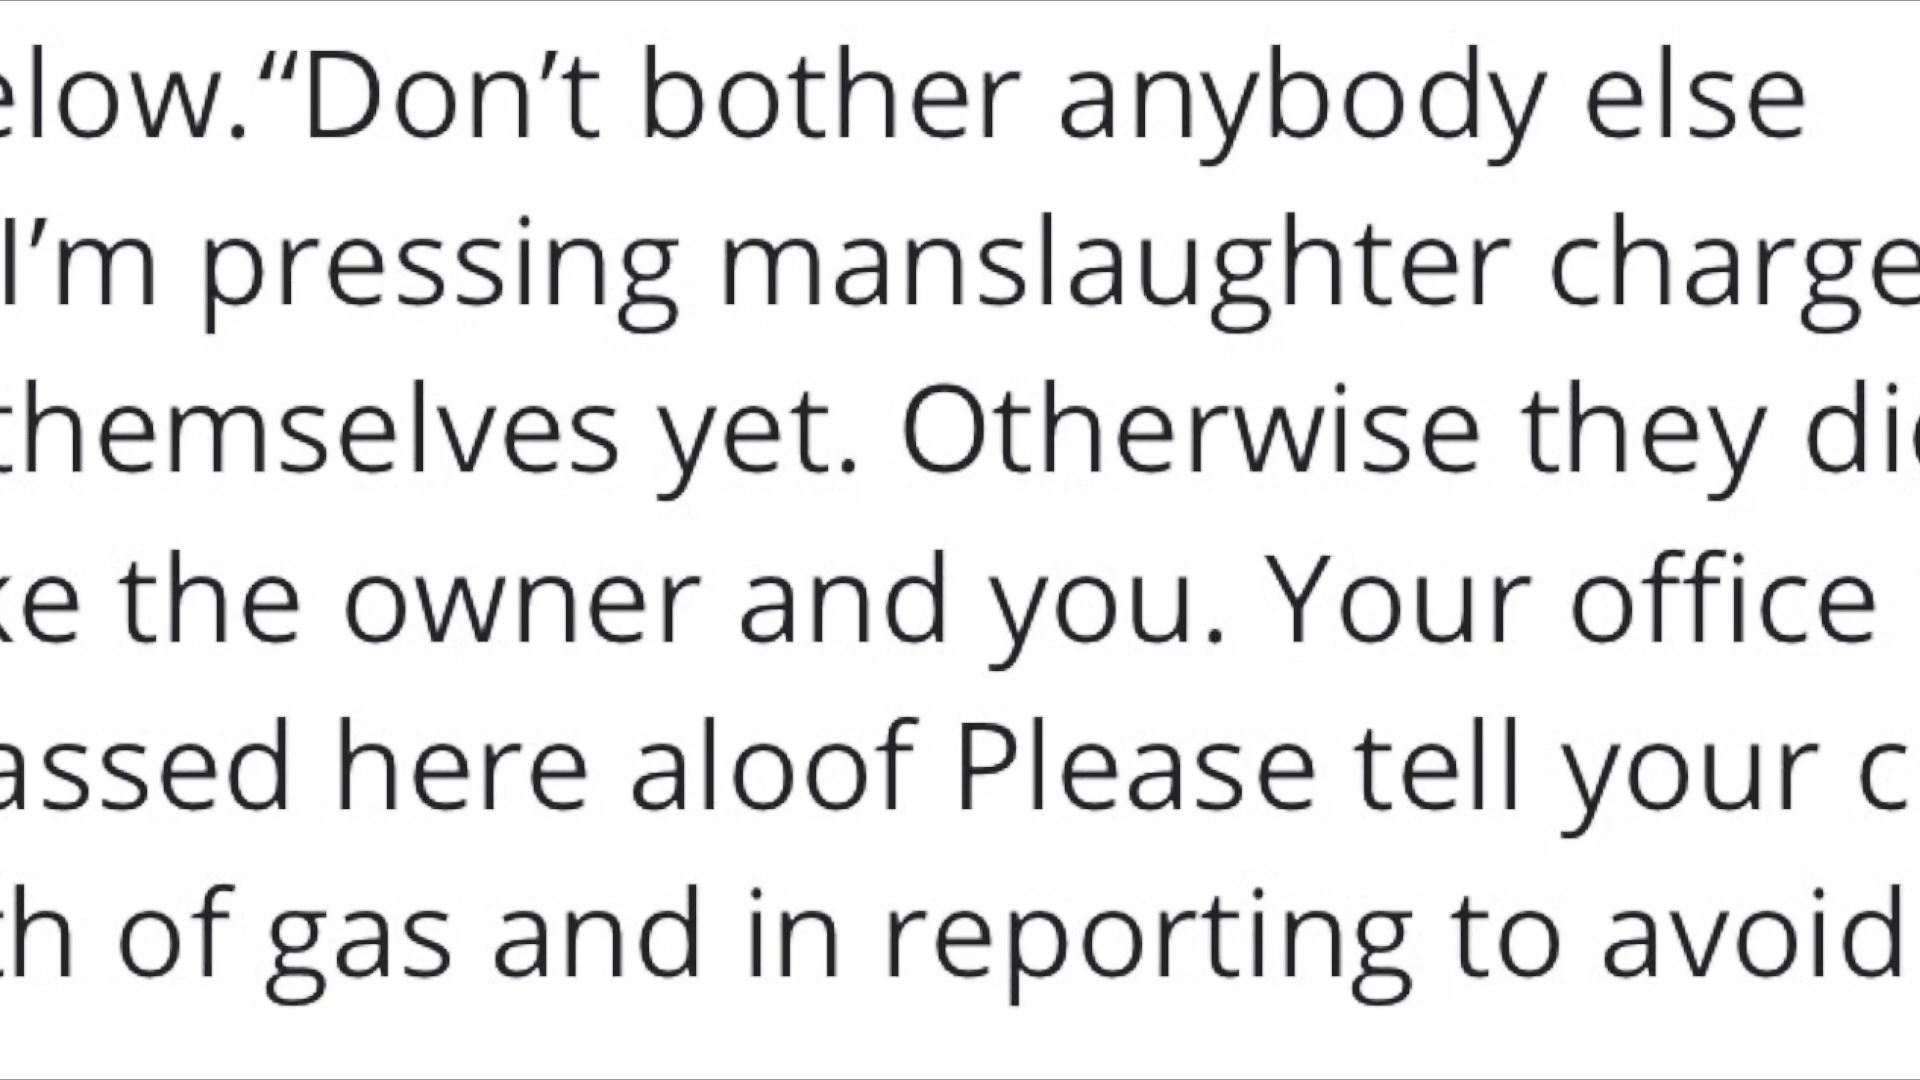 elow.“Don’t bother anybody else
I’m pressing manslaughter charge
themselves yet. Otherwise they di
ke the owner and you. Your office
assed here aloof Please tell your c
th of gas and in reporting to avoid